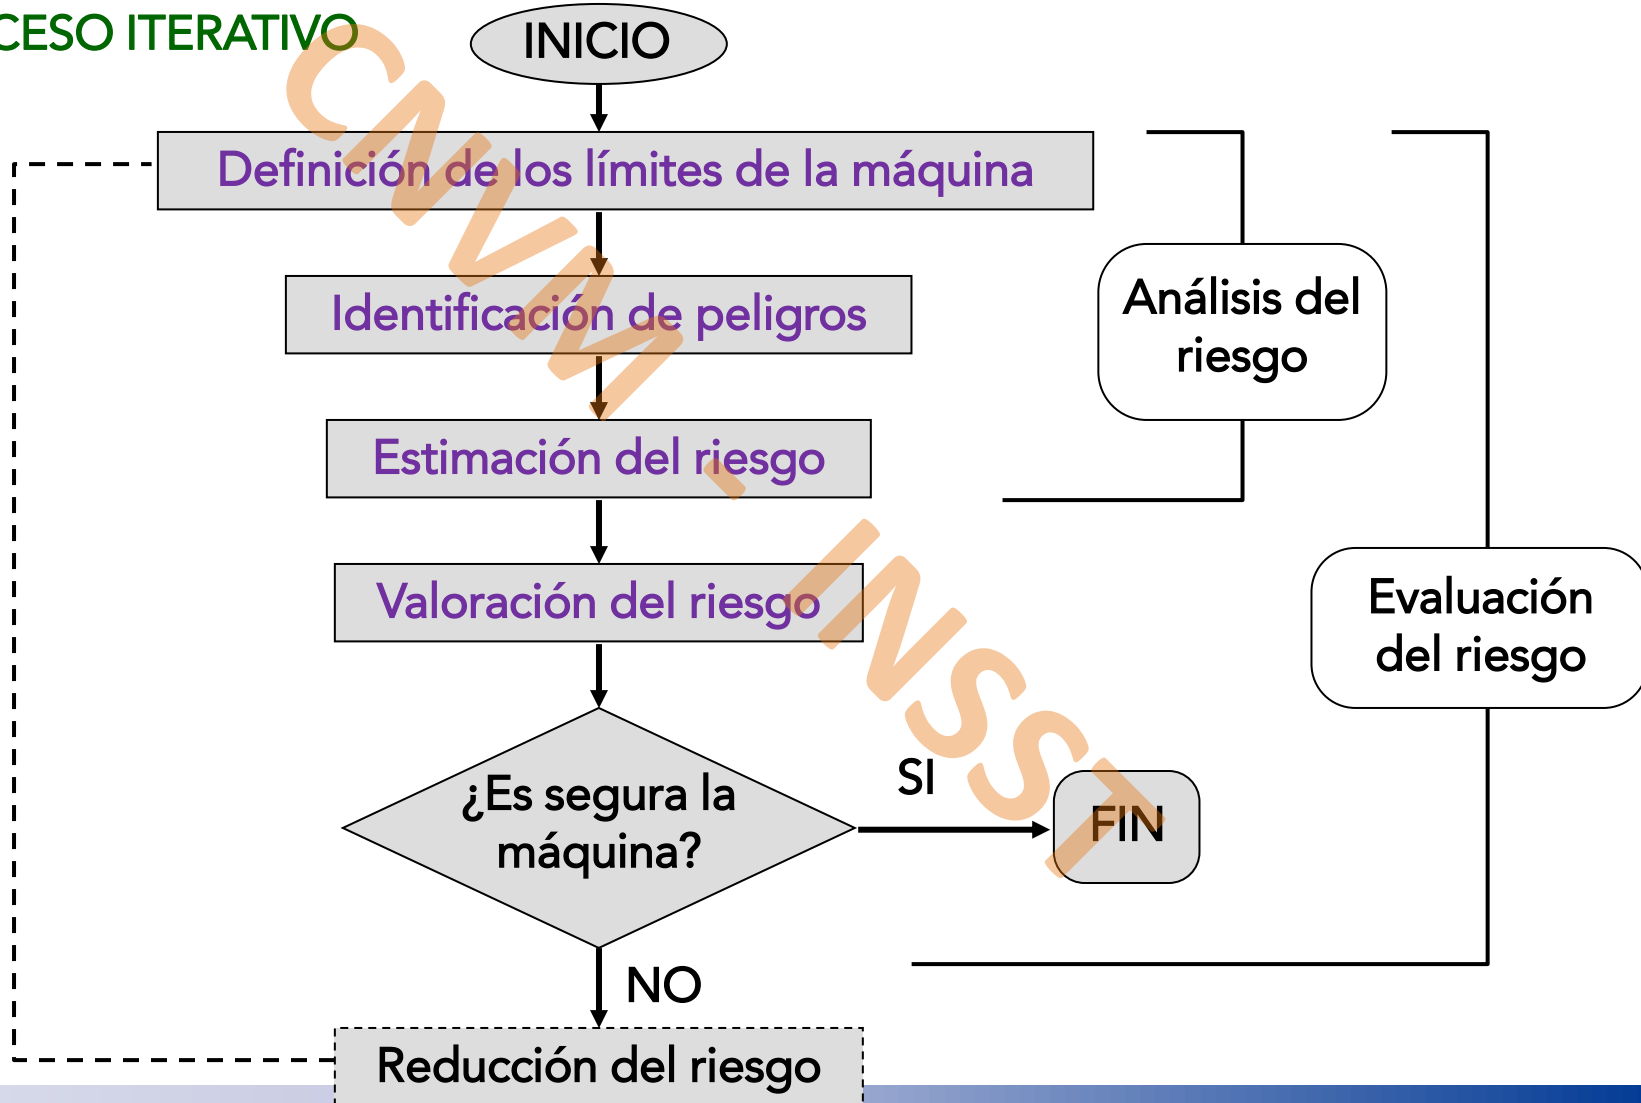 CESO ITERATIVO
INICIO
Definición de los límites de la máquina
Identificación de peligros
Análisis del
riesgo
Estimación del riesgo
Valoración del riesgo
Evaluación
del riesgo
¿Es segura la
máquina?
SI
FIN
NO
Reducción del riesgo
CNVM - INSST